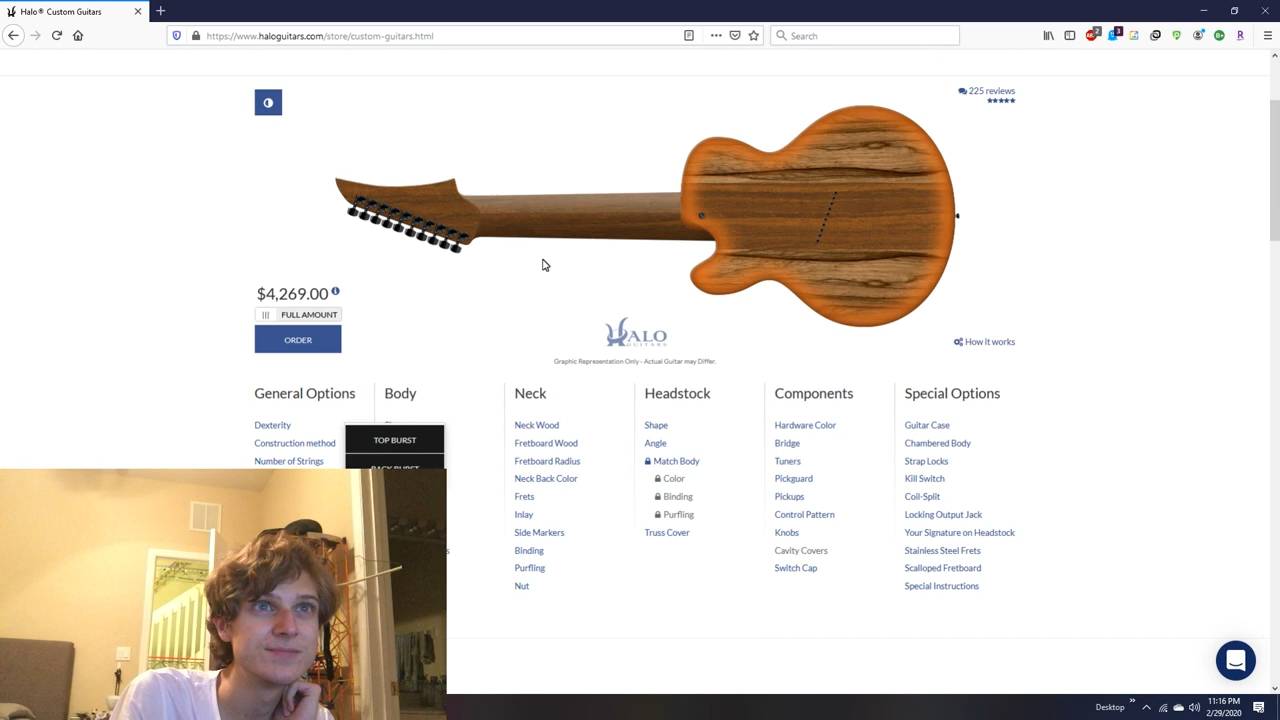 Halo® Custom Guitars
https://www.haloguitars.com/store/custom-guitars.html
Search
225 reviews
$4,269.00
FULL AMOUNT
ORDER
HALO
GUITARS
Graphic Representation Only - Actual Guitar may Differ.
How it works
General Options
Dexterity
Construction method
Number of Strings
Body
TOP BURST
Neck
Neck Wood
Fretboard Wood
Fretboard Radius
Neck Back Color
Frets
Inlay
Side Markers
Binding
Purfling
Nut
Headstock
Shape
Angle
Match Body
Color
Binding
Purfling
Truss Cover
Components
Hardware Color
Bridge
Tuners
Pickguard
Pickups
Control Pattern
Knobs
Cavity Covers
Switch Cap
Special Options
Guitar Case
Chambered Body
Strap Locks
Kill Switch
Coil-Split
Locking Output Jack
Your Signature on Headstock
Stainless Steel Frets
Scalloped Fretboard
Special Instructions
Desktop
11:16 PM
2/29/2020